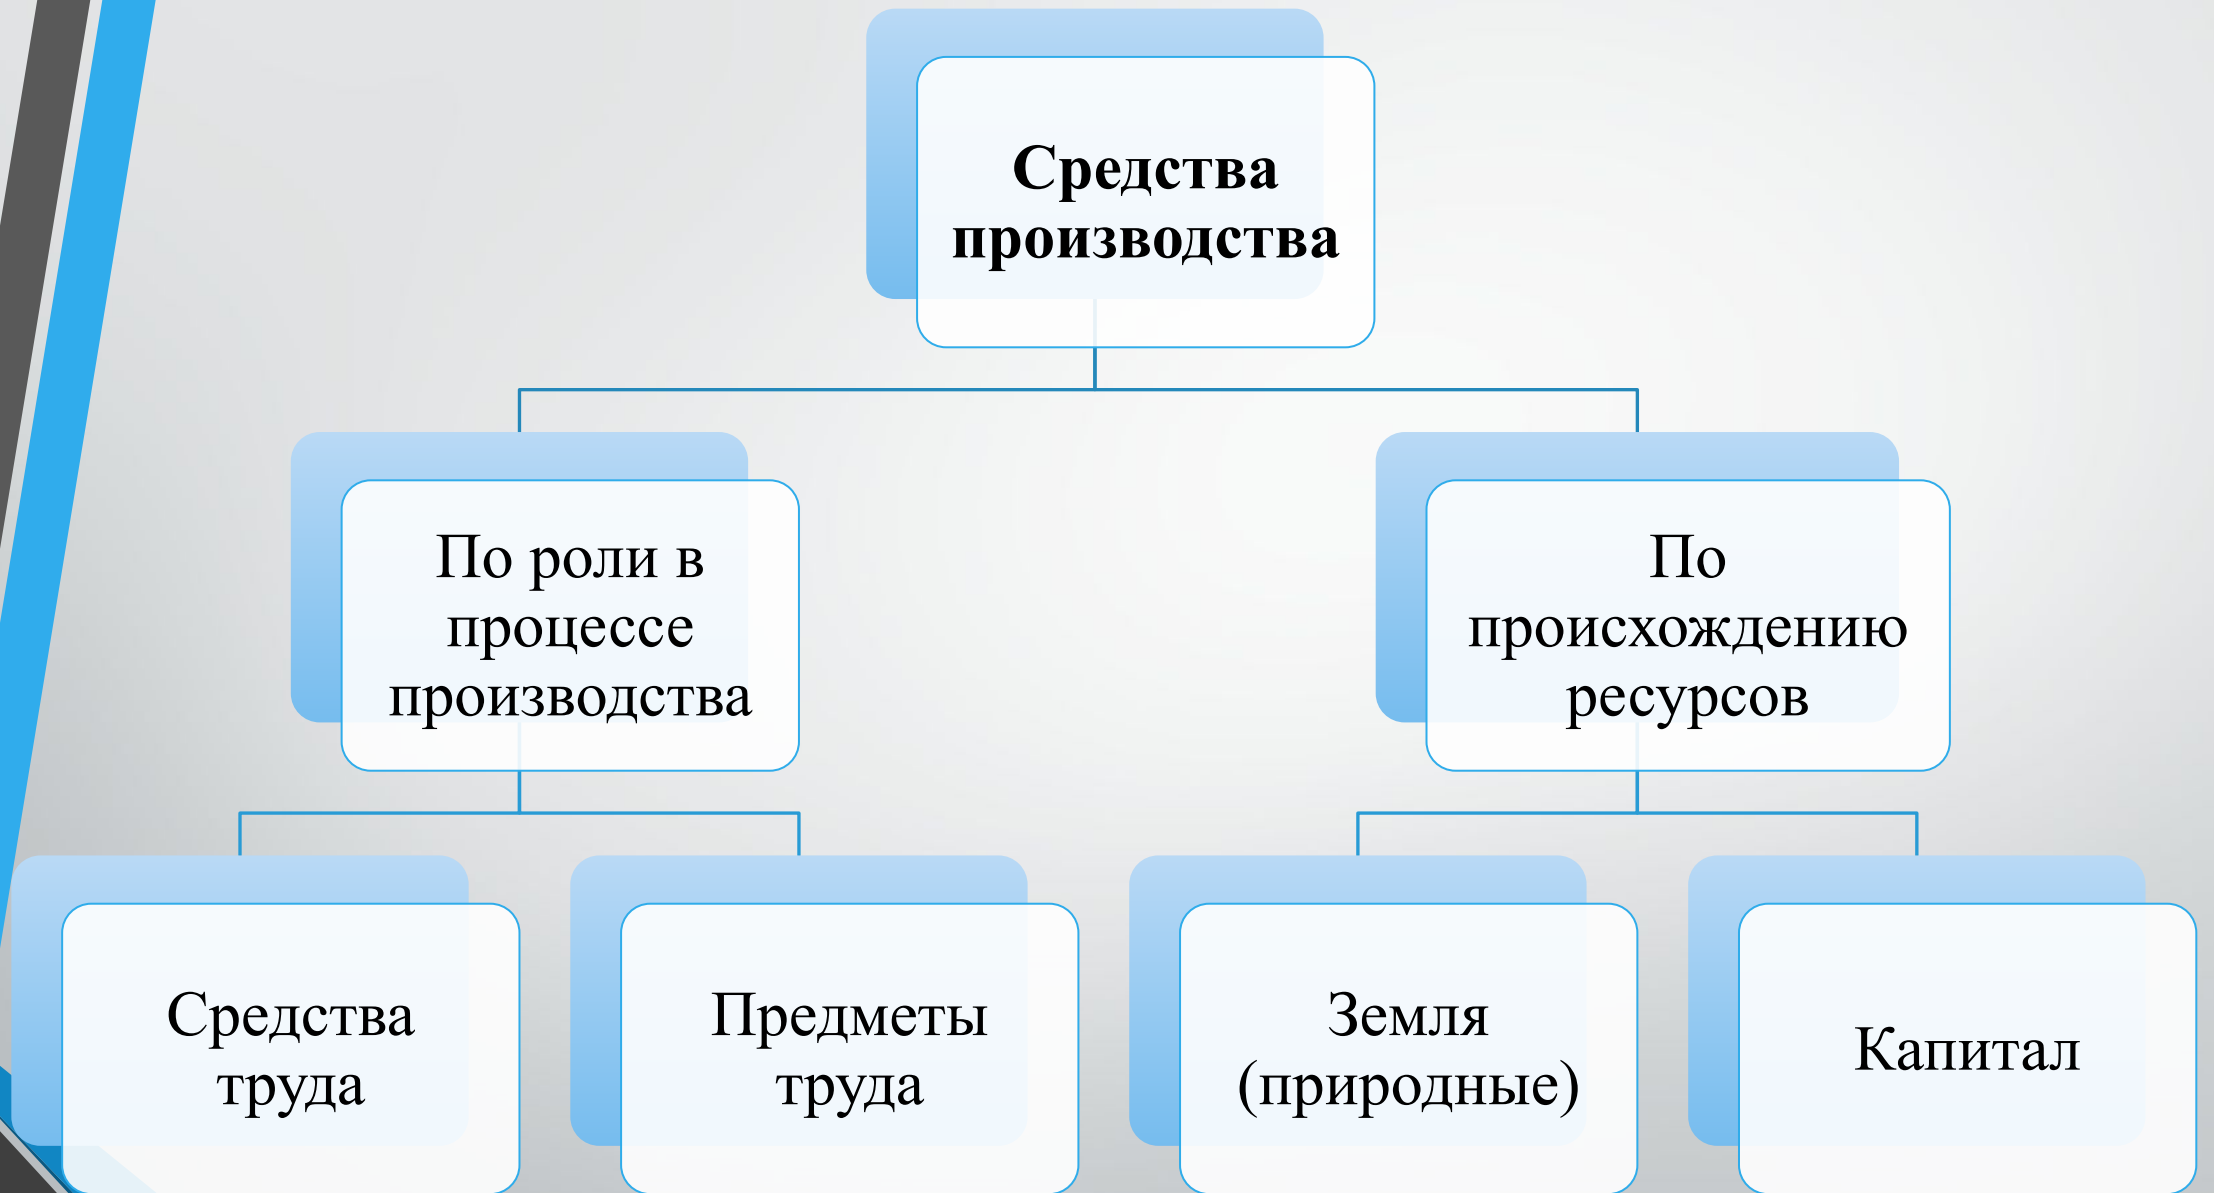 Средства
производства
По роли в
процессе
производства
По
происхождению
ресурсов
Средства
труда
Предметы
труда
Земля
(природные)
Капитал